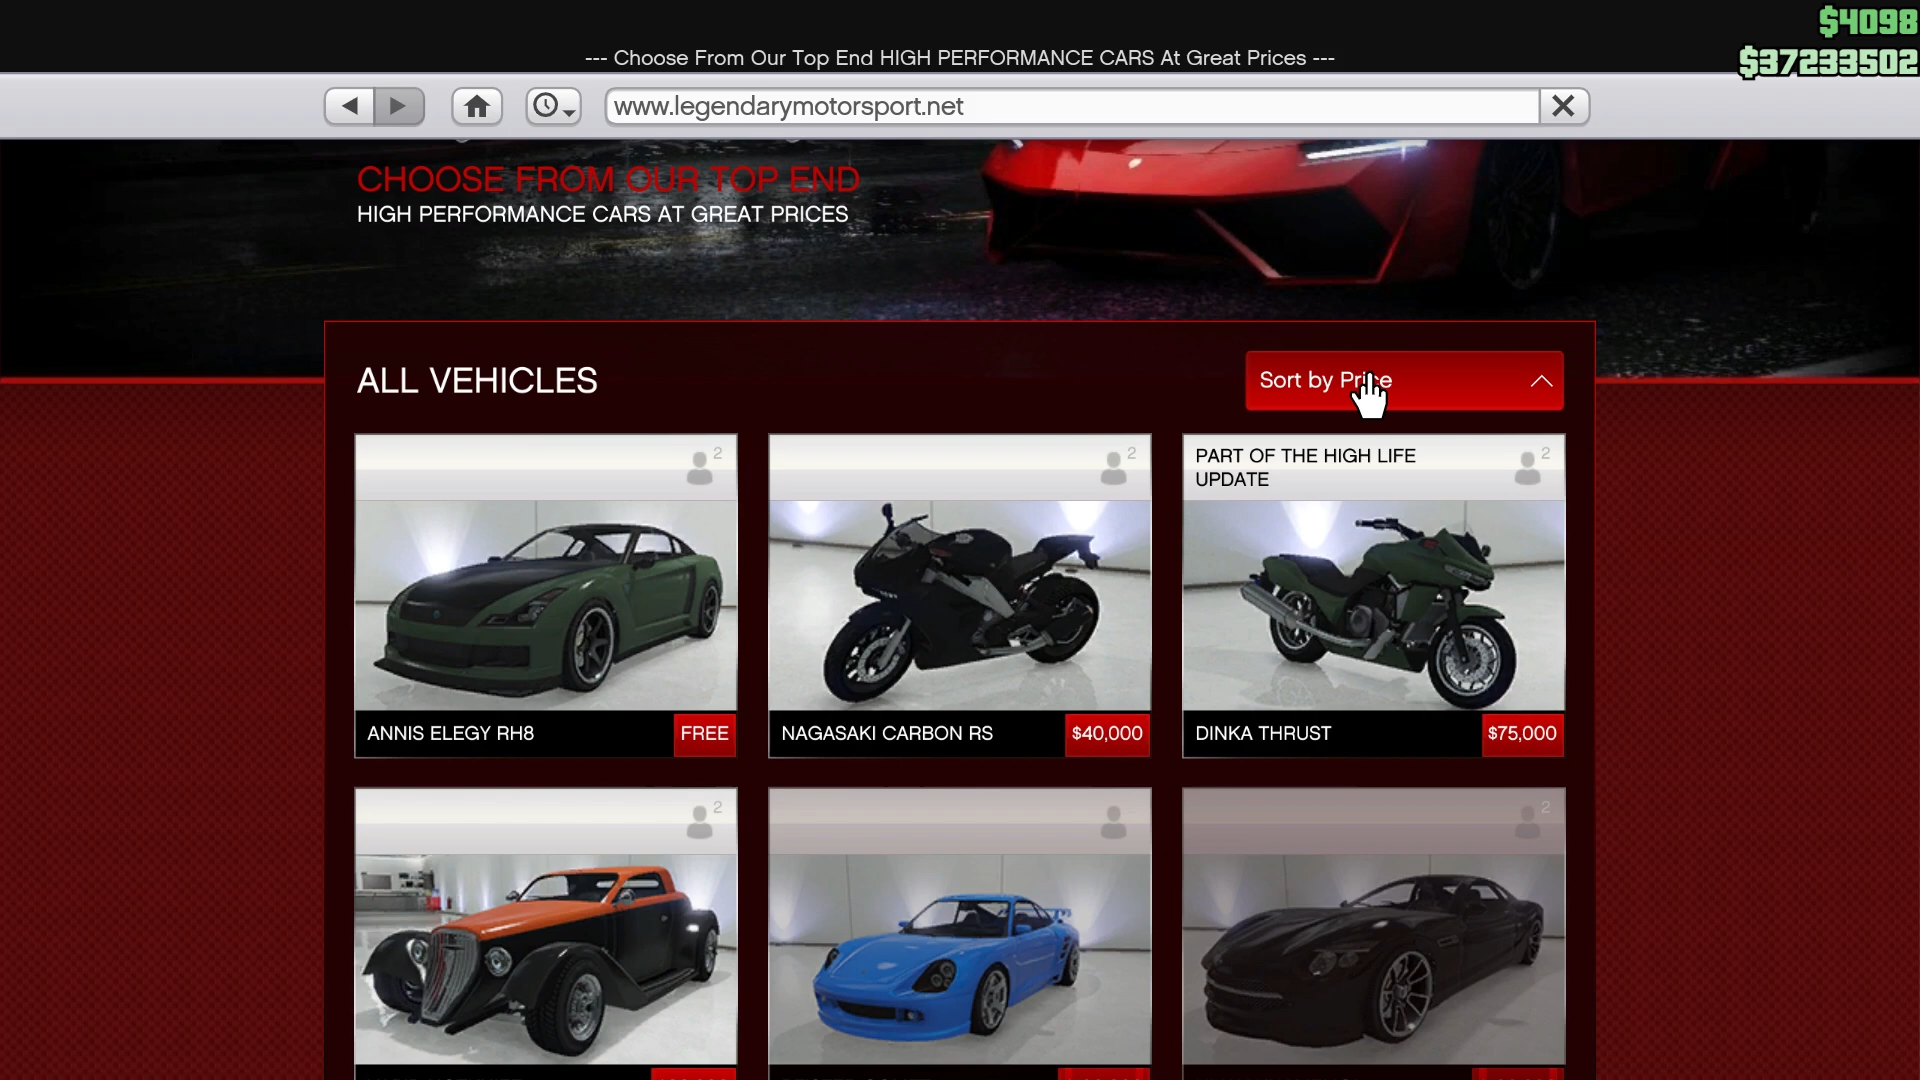 $4098
$37233502
--- Choose From Our Top End HIGH PERFORMANCE CARS At Great Prices ---
www.legendarymotorsport.net
CHOOSE FROM OUR TOP END
HIGH PERFORMANCE CARS AT GREAT PRICES
ALL VEHICLES
Sort by Price
2
2
PART OF THE HIGH LIFE
UPDATE
2
ANNIS ELEGY RH8
FREE
NAGASAKI CARBON RS
$40,000
DINKA THRUST
$75,000
2
2